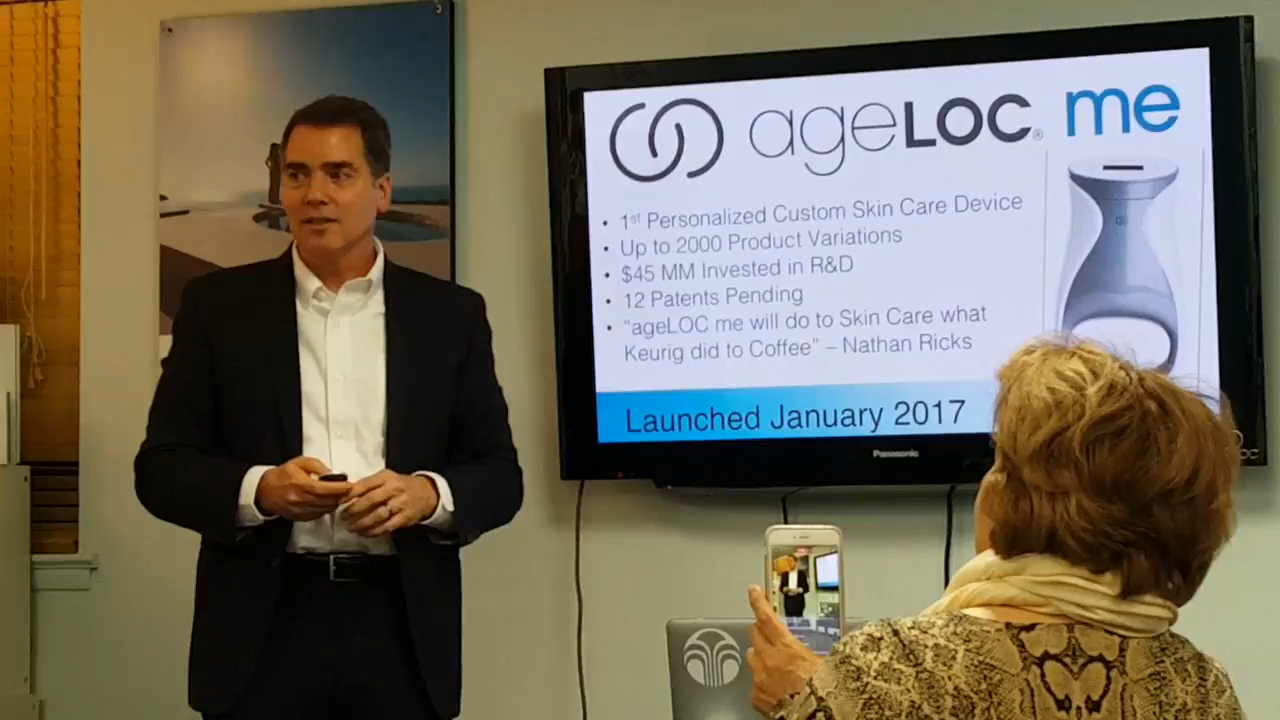 ageLOC® me
• 1st Personalized Custom Skin Care Device
• Up to 2000 Product Variations
• $45 MM Invested in R&D
• 12 Patents Pending
• "ageLOC me will do to Skin Care what
Keurig did to Coffee" – Nathan Ricks
Launched January 2017
Panasonic